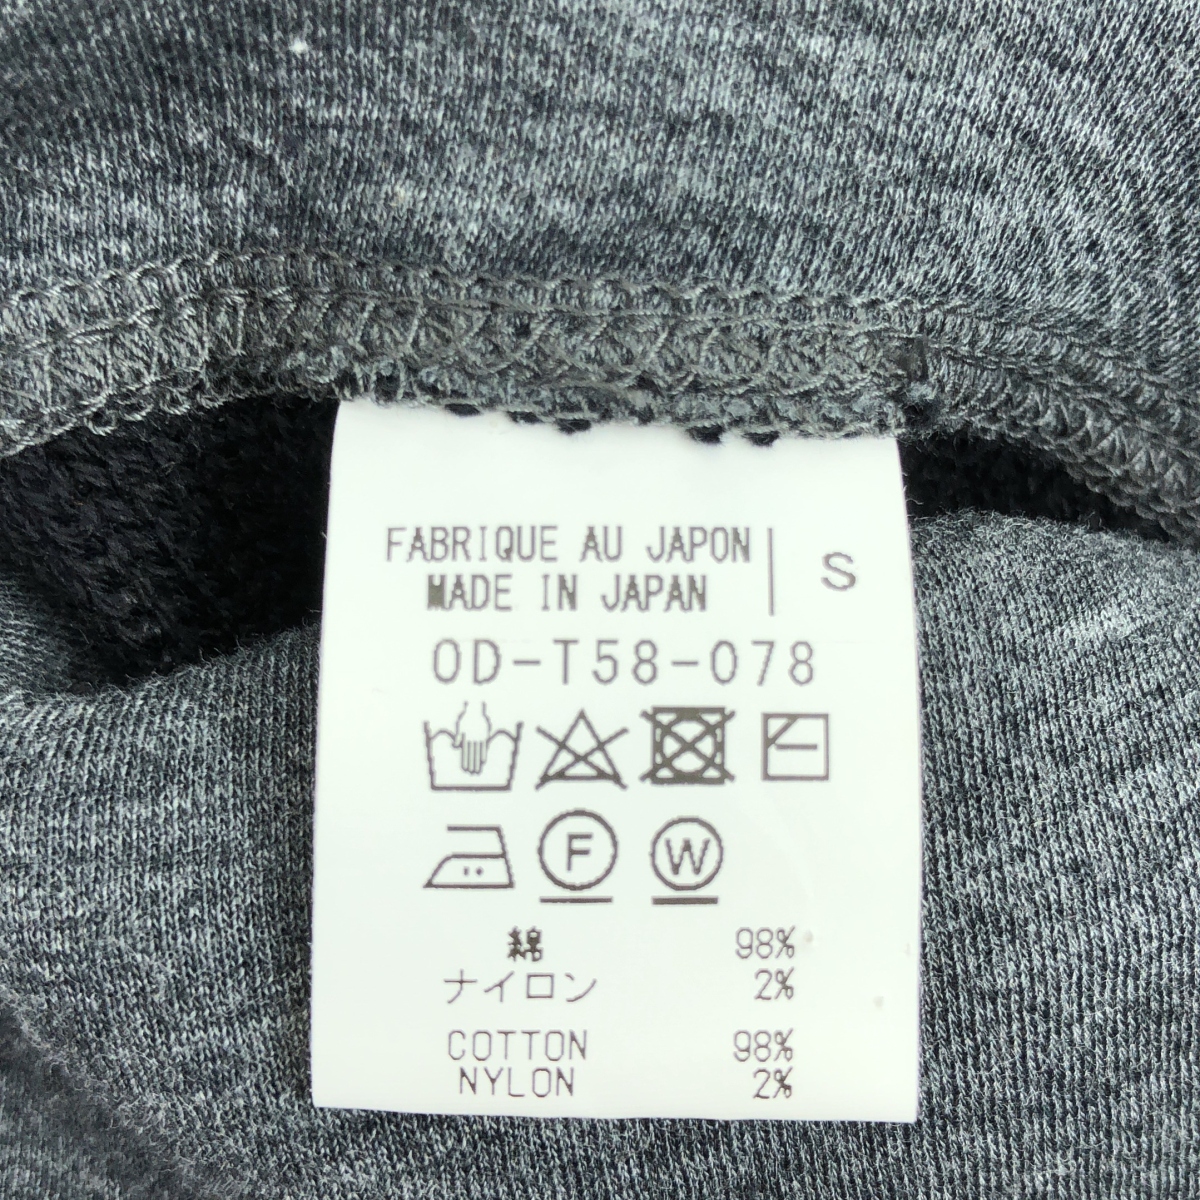 FABRIQUE AU JAPON
MADE IN JAPAN
S
OD-T58-078
F
W
綿 98%
ナイロン 2%
COTTON 98%
NYLON 2%